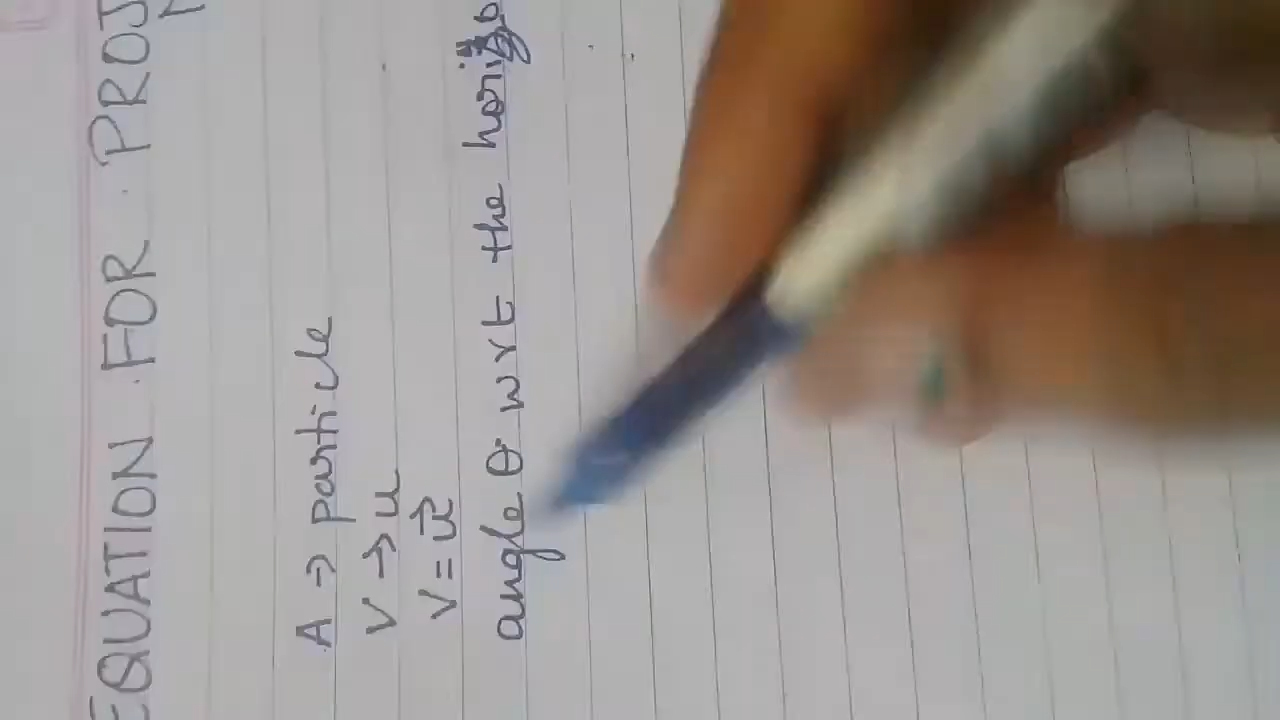 EQUATION FOR PROJ
A → particle
V → u
V = u⃗
angle θ wrt the horizo